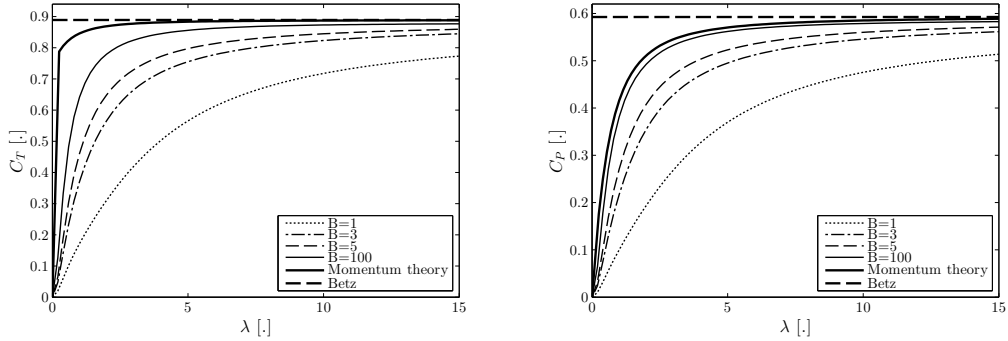 0.9
0.8
0.7
0.6
0.5
0.4
0.3
0.2
0.1
0
C_T [.]
0 5 10 15
λ [.]
B=1
B=3
B=5
B=100
Momentum theory
Betz
0.6
0.5
0.4
0.3
0.2
0.1
0
C_P [.]
0 5 10 15
λ [.]
B=1
B=3
B=5
B=100
Momentum theory
Betz